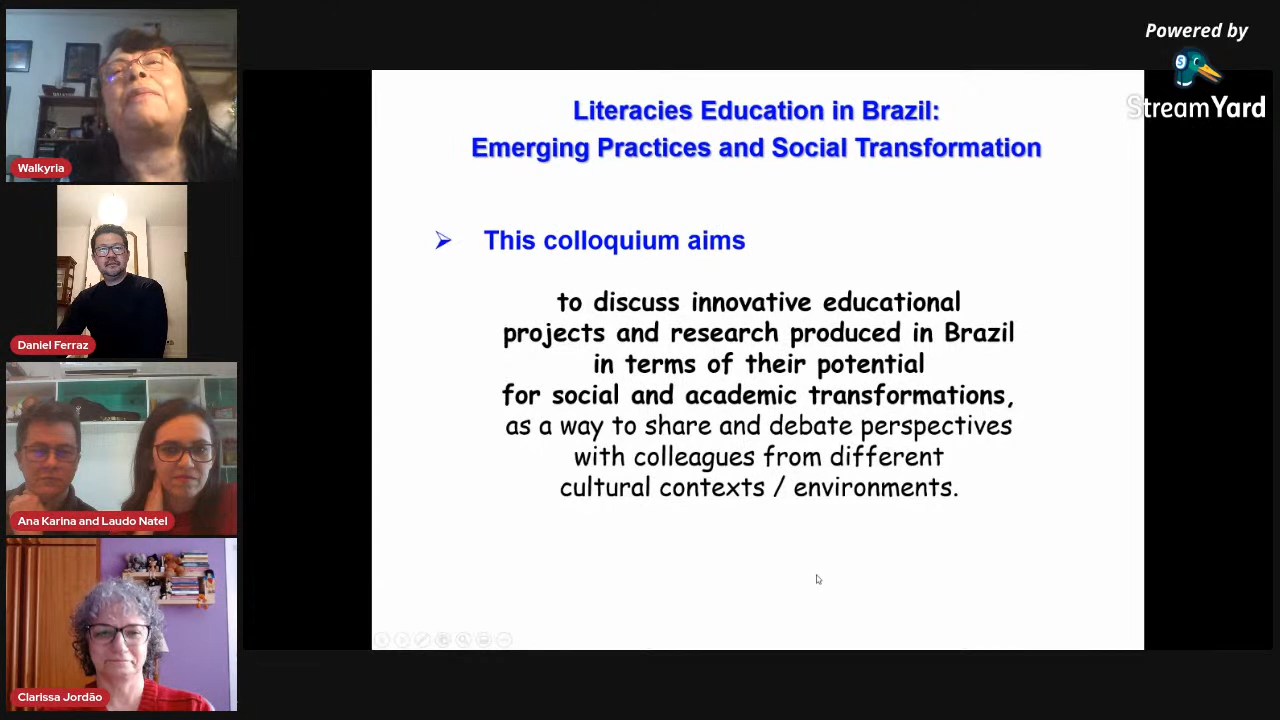 Powered by
StreamYard
Walkyria
Daniel Ferraz
Ana Karina and Laudo Natel
Clarissa Jordão
Literacies Education in Brazil:
Emerging Practices and Social Transformation
➢ This colloquium aims
to discuss innovative educational
projects and research produced in Brazil
in terms of their potential
for social and academic transformations,
as a way to share and debate perspectives
with colleagues from different
cultural contexts / environments.